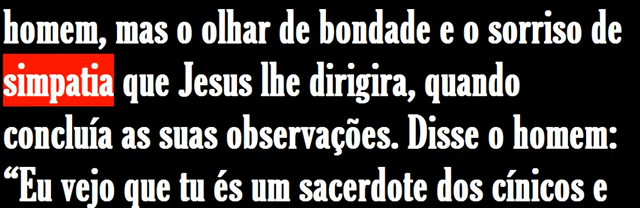 homem, mas o olhar de bondade e o sorriso de
simpatia que Jesus lhe dirigira, quando
concluía as suas observações. Disse o homem:
“Eu vejo que tu és um sacerdote dos cínicos e